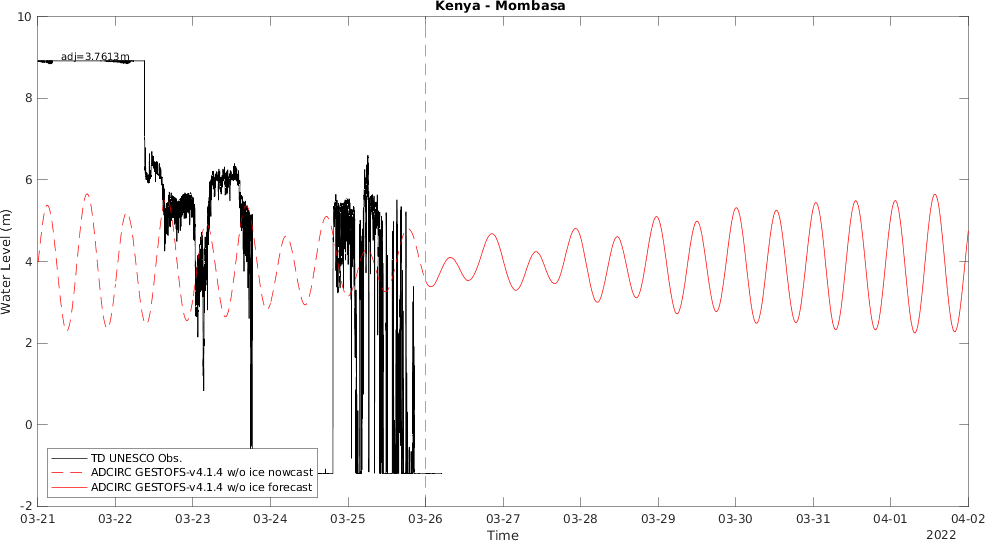 Kenya - Mombasa
10
8
6
4
2
0
-2
Water Level (m)
adj=3.7613m
TD UNESCO Obs.
ADCIRC GESTOFS-v4.1.4 w/o ice nowcast
ADCIRC GESTOFS-v4.1.4 w/o ice forecast
03-21 03-22 03-23 03-24 03-25 03-26 03-27 03-28 03-29 03-30 03-31 04-01 04-02
Time
2022